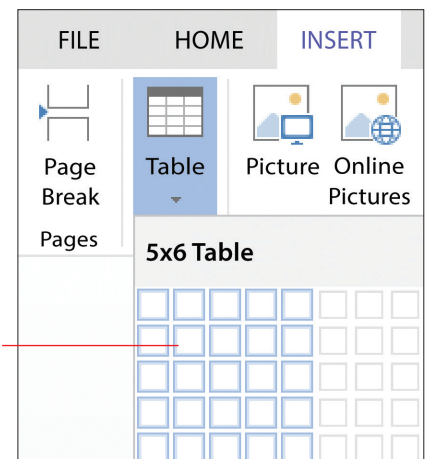 FILE HOME INSERT
Page Break
Table
Picture
Online Pictures
Pages
5x6 Table